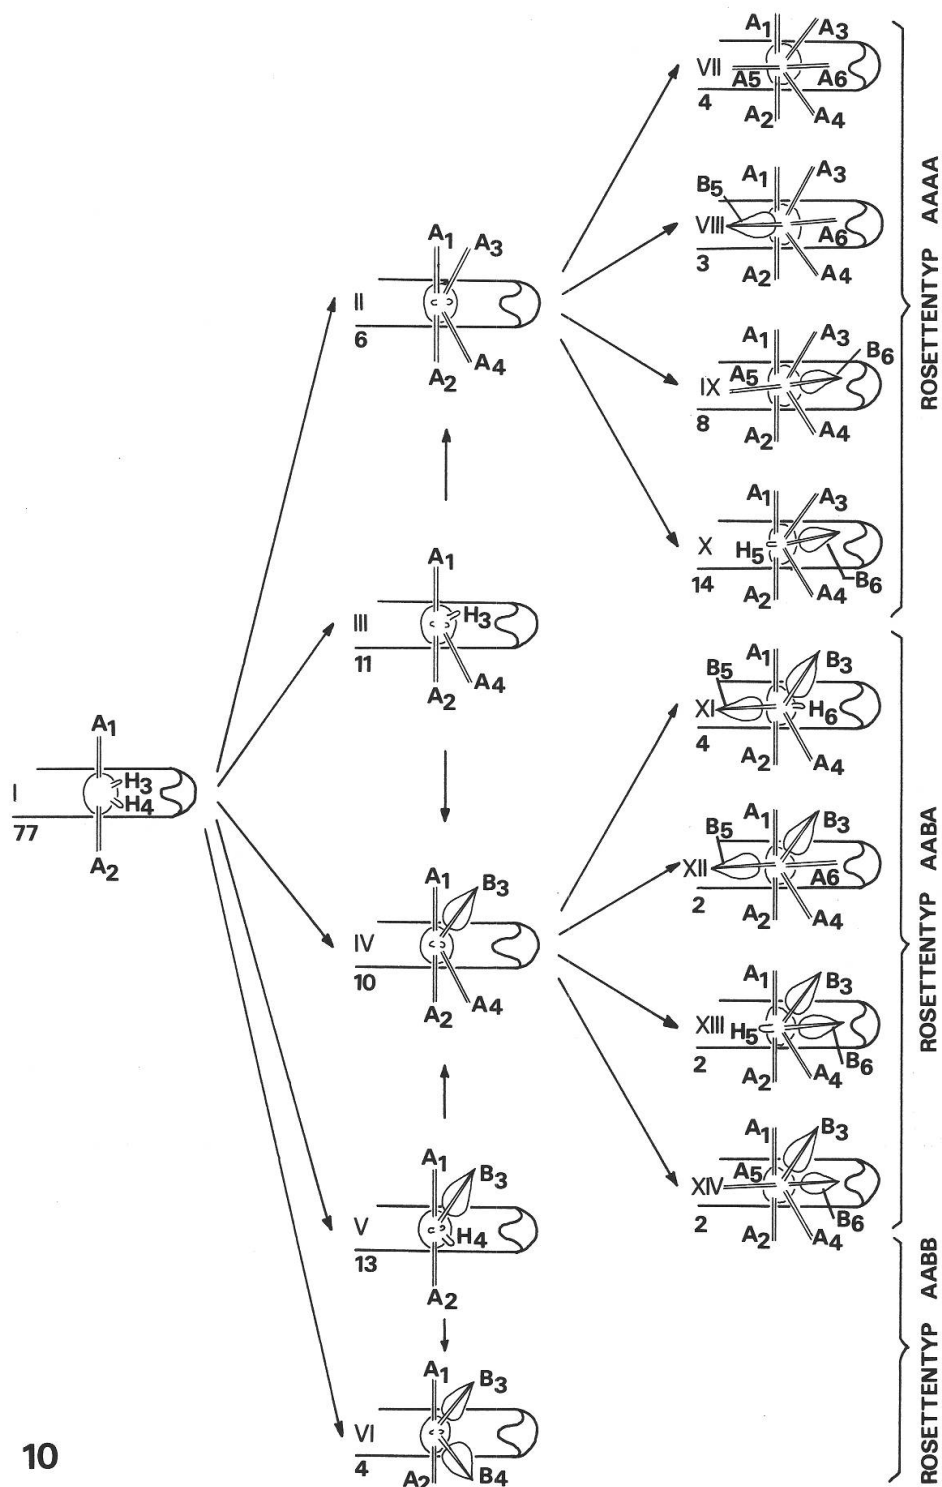 I
77
A1
H3
H4
A2
II
6
A1
A3
A2
A4
III
11
A1
H3
A2
A4
IV
10
A1
B3
A2
A4
V
13
A1
B3
H4
A2
VI
4
A1
B3
A2
B4
VII
4
A1
A3
A5
A6
A2
A4
VIII
3
A1
A3
B5
A6
A2
A4
IX
8
A1
A3
A5
B6
A2
A4
X
14
A1
A3
H5
B6
A2
A4
XI
4
A1
B3
B5
H6
A2
A4
XII
2
A1
B3
B5
A6
A2
A4
XIII
2
A1
B3
H5
B6
A2
A4
XIV
2
A1
B3
A5
B6
A2
A4
ROSETTENTYP AAAA
ROSETTENTYP AABA
ROSETTENTYP AABB
10